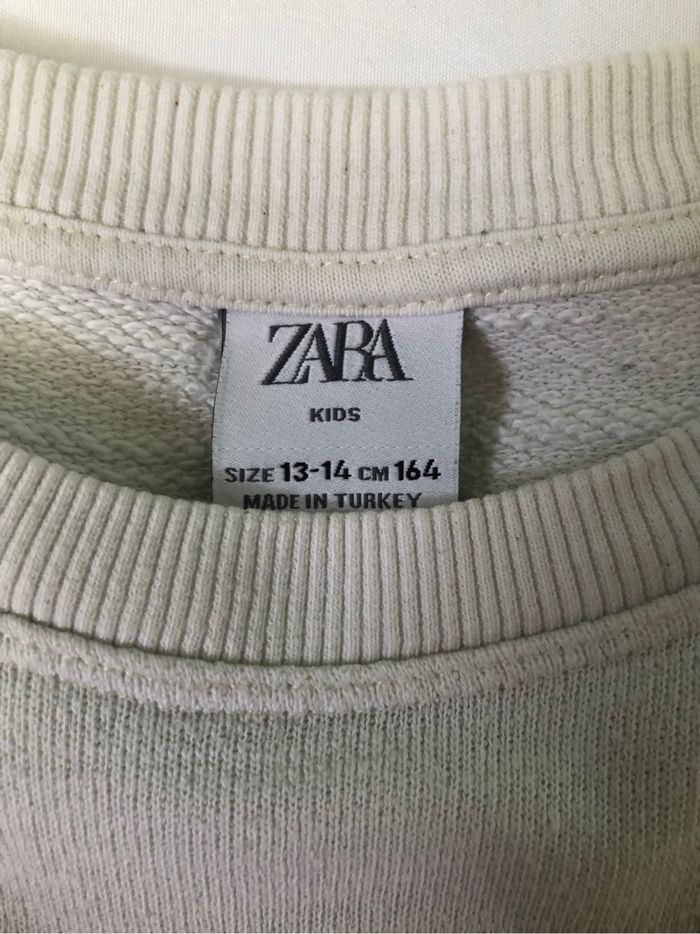 ZARA
KIDS
SIZE 13-14 CM 164
MADE IN TURKEY